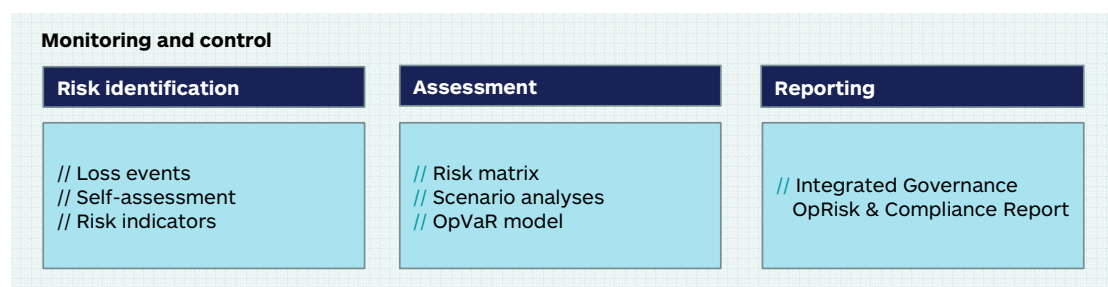 Monitoring and control
Risk identification
// Loss events
// Self-assessment
// Risk indicators
Assessment
// Risk matrix
// Scenario analyses
// OpVaR model
Reporting
// Integrated Governance
OpRisk & Compliance Report